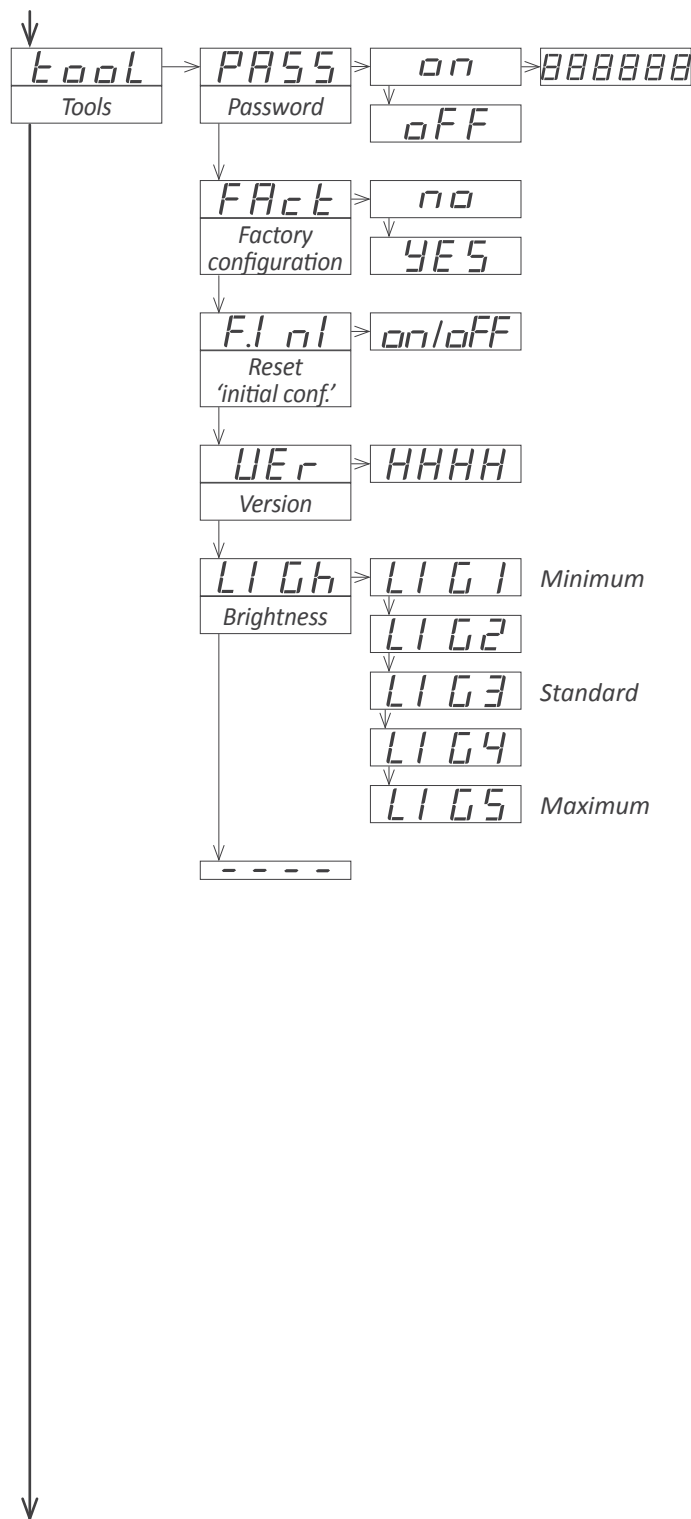 tooL
Tools
PASS
Password
on
888888
oFF
FAct
Factory
configuration
no
YES
F.InI
Reset
‘initial conf.’
on/oFF
VEr
Version
HHHH
LIGh
Brightness
LIG1
Minimum
LIG2
LIG3
Standard
LIG4
LIG5
Maximum
- - - -